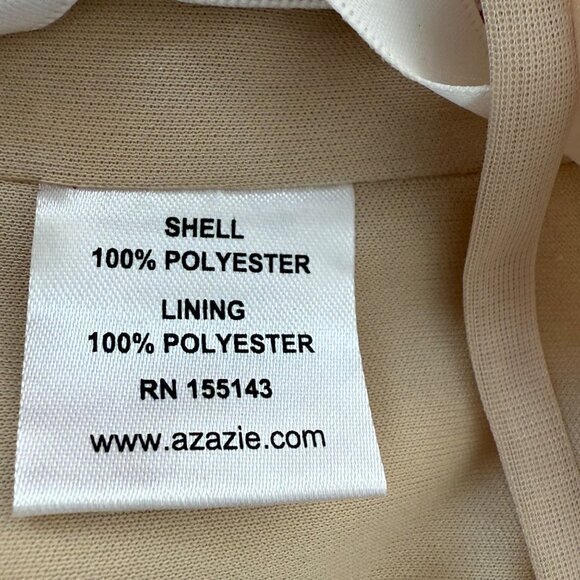 SHELL
100% POLYESTER
LINING
100% POLYESTER
RN 155143
www.azazie.com